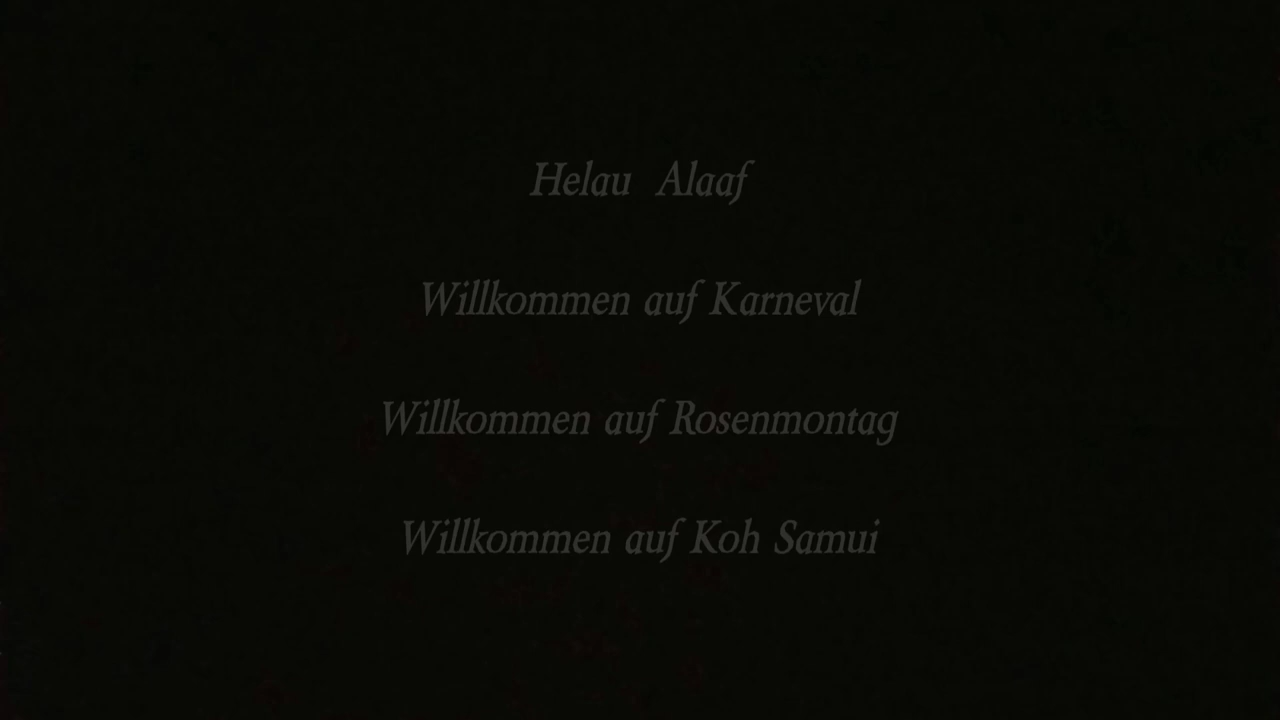 Helau Alaaf
Willkommen auf Karneval
Willkommen auf Rosenmontag
Willkommen auf Koh Samui